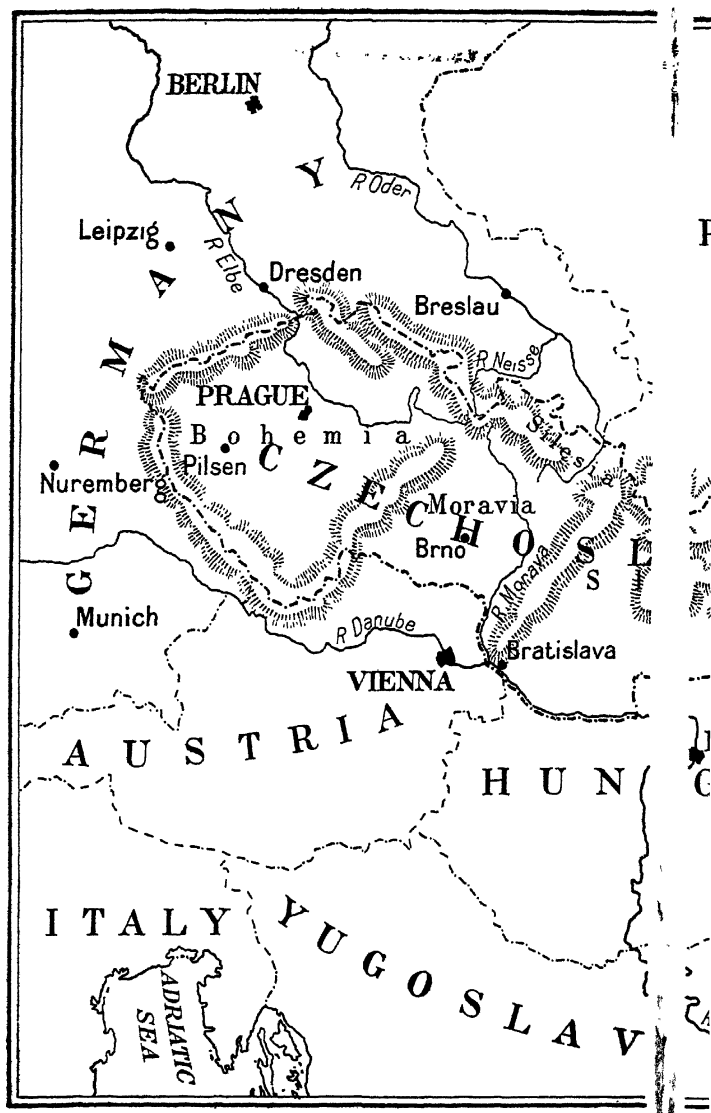 BERLIN
R Oder
Leipzig
R Elbe
Dresden
Breslau
GERMANY
R Neisse
PRAGUE
Bohemia
Silesia
Pilsen
Nuremberg
CZECHOSL
Moravia
Brno
S
R. Morava
Munich
R Danube
Bratislava
VIENNA
AUSTRIA
HUN G
ITALY
YUGOSLAV
ADRIATIC
SEA